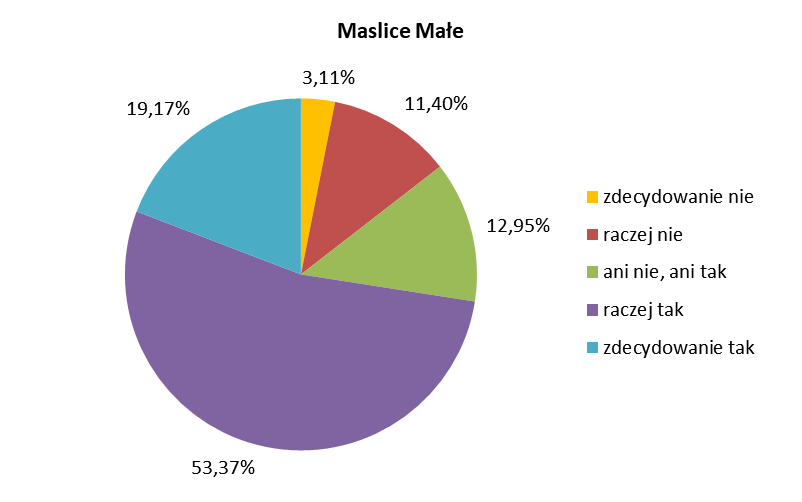 Maslice Małe
3,11%
11,40%
19,17%
12,95%
53,37%
zdecydowanie nie
raczej nie
ani nie, ani tak
raczej tak
zdecydowanie tak